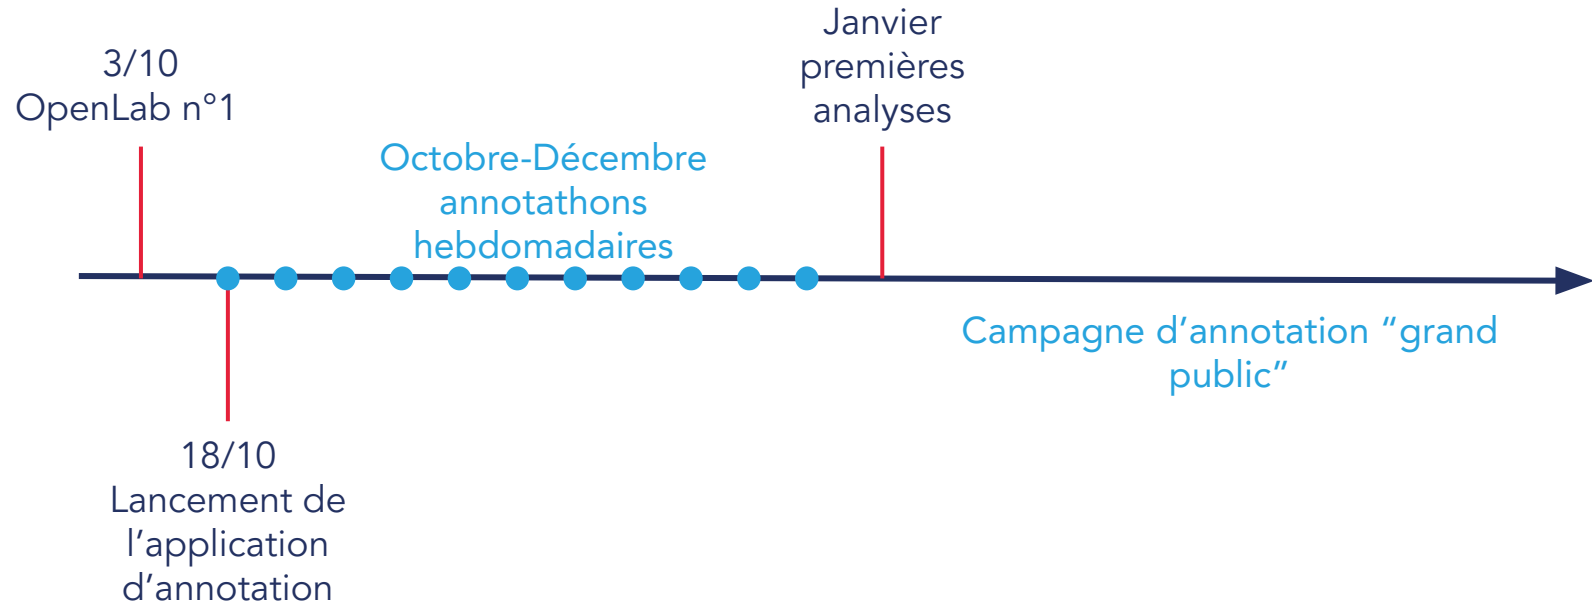 3/10
OpenLab n°1
Octobre-Décembre
annotathons
hebdomadaires
Janvier
premières
analyses
Campagne d’annotation “grand
public”
18/10
Lancement de
l’application
d’annotation